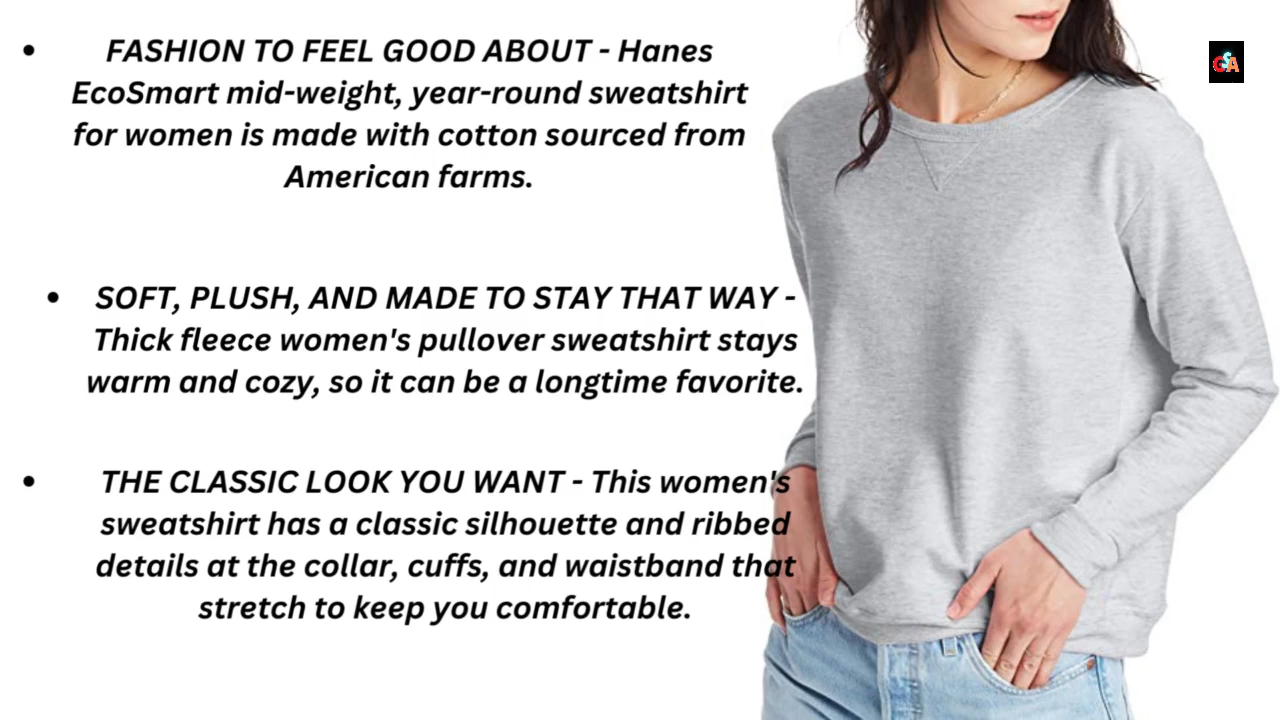 • FASHION TO FEEL GOOD ABOUT - Hanes
EcoSmart mid-weight, year-round sweatshirt
for women is made with cotton sourced from
American farms.
• SOFT, PLUSH, AND MADE TO STAY THAT WAY -
Thick fleece women's pullover sweatshirt stays
warm and cozy, so it can be a longtime favorite.
• THE CLASSIC LOOK YOU WANT - This women's
sweatshirt has a classic silhouette and ribbed
details at the collar, cuffs, and waistband that
stretch to keep you comfortable.
GSA